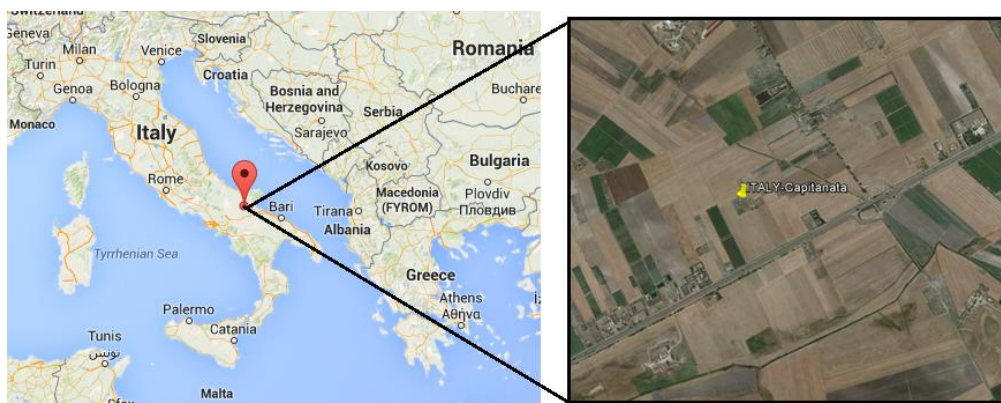 Switzerland
Geneva
Milan
Turin
Genoa
Monaco
Venice
Bologna
Slovenia
Croatia
Bosnia and
Herzegovina
Sarajevo
Serbia
Romania
Buchare
Italy
Rome
Kosovo
Bulgaria
Macedonia
(FYROM)
Plovdiv
Пловдив
Bari
Tirana
Albania
Tyrrhenian Sea
Greece
Athens
Αθήνα
Palermo
Catania
Tunis
تونس
Malta
ITALY-Capitanata